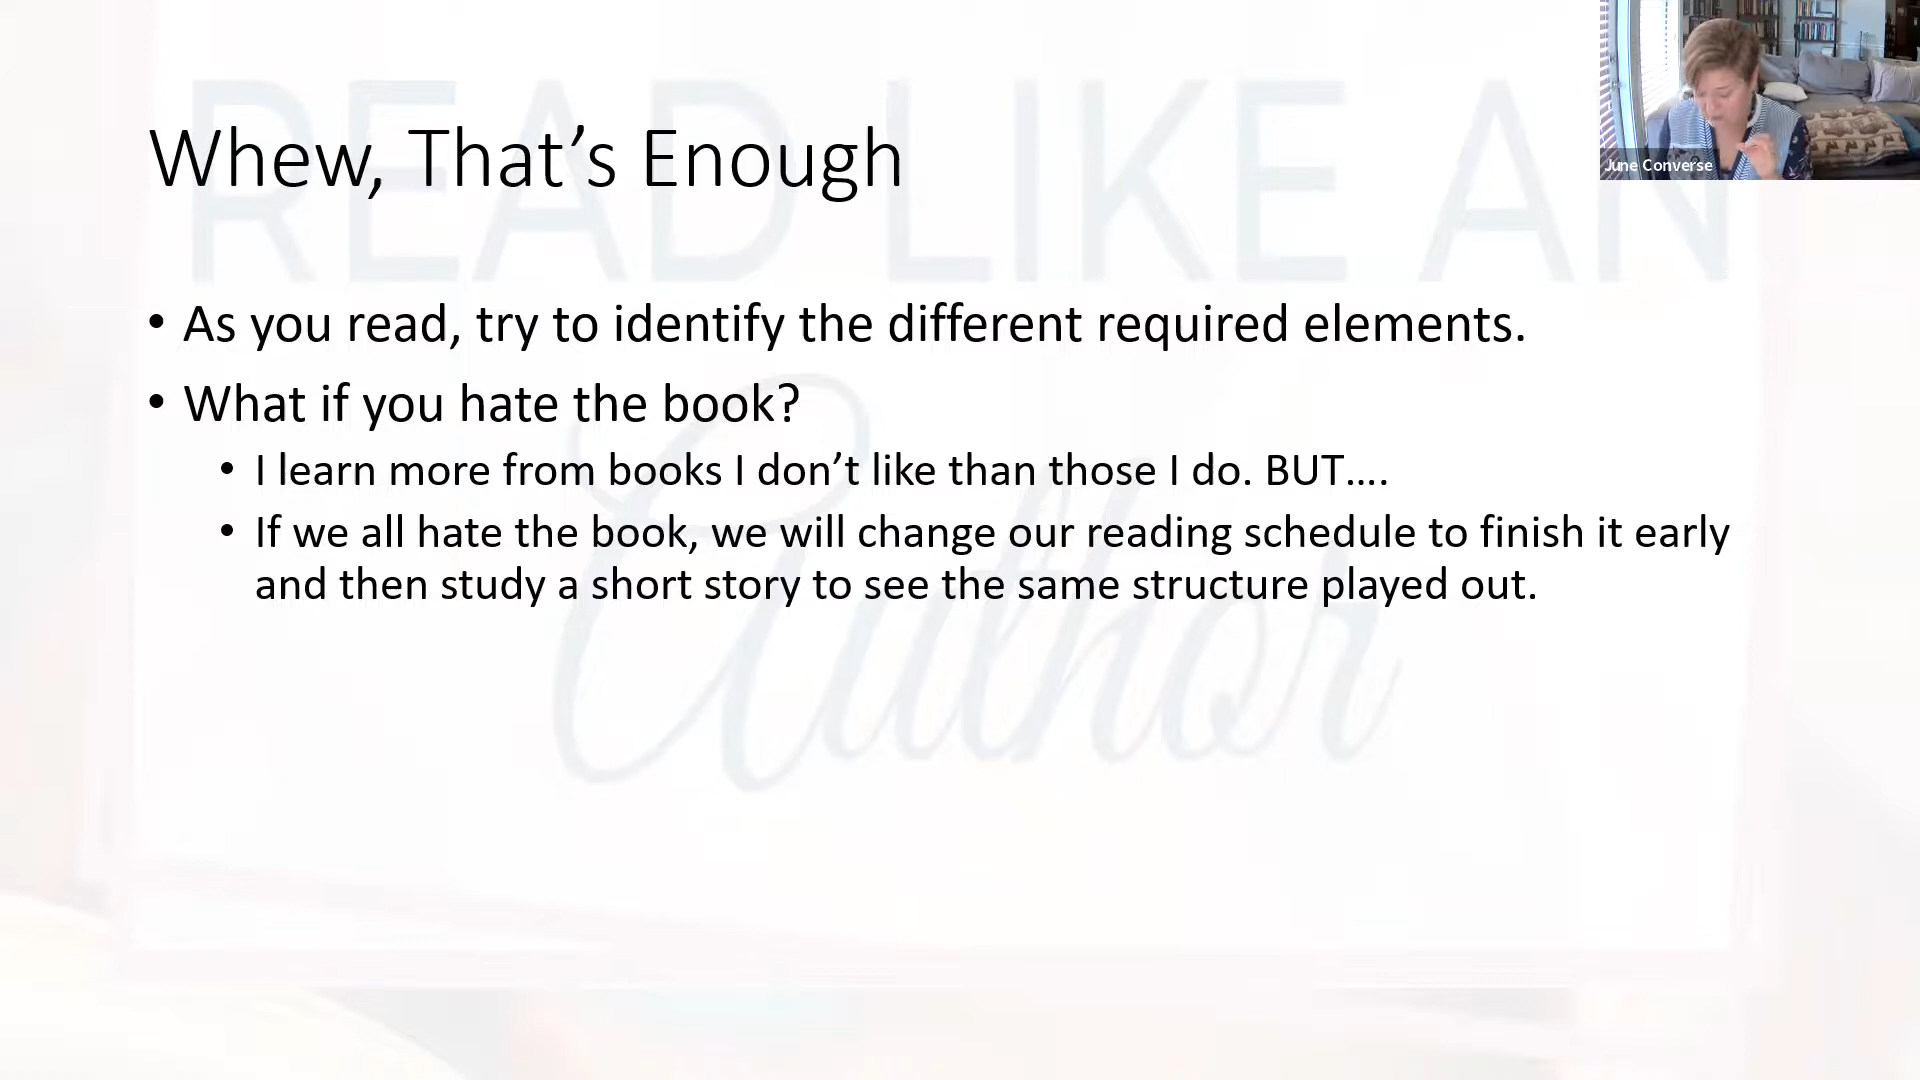 READ LIKE AN
Author
June Converse
Whew, That’s Enough
• As you read, try to identify the different required elements.
• What if you hate the book?
• I learn more from books I don’t like than those I do. BUT….
• If we all hate the book, we will change our reading schedule to finish it early
and then study a short story to see the same structure played out.